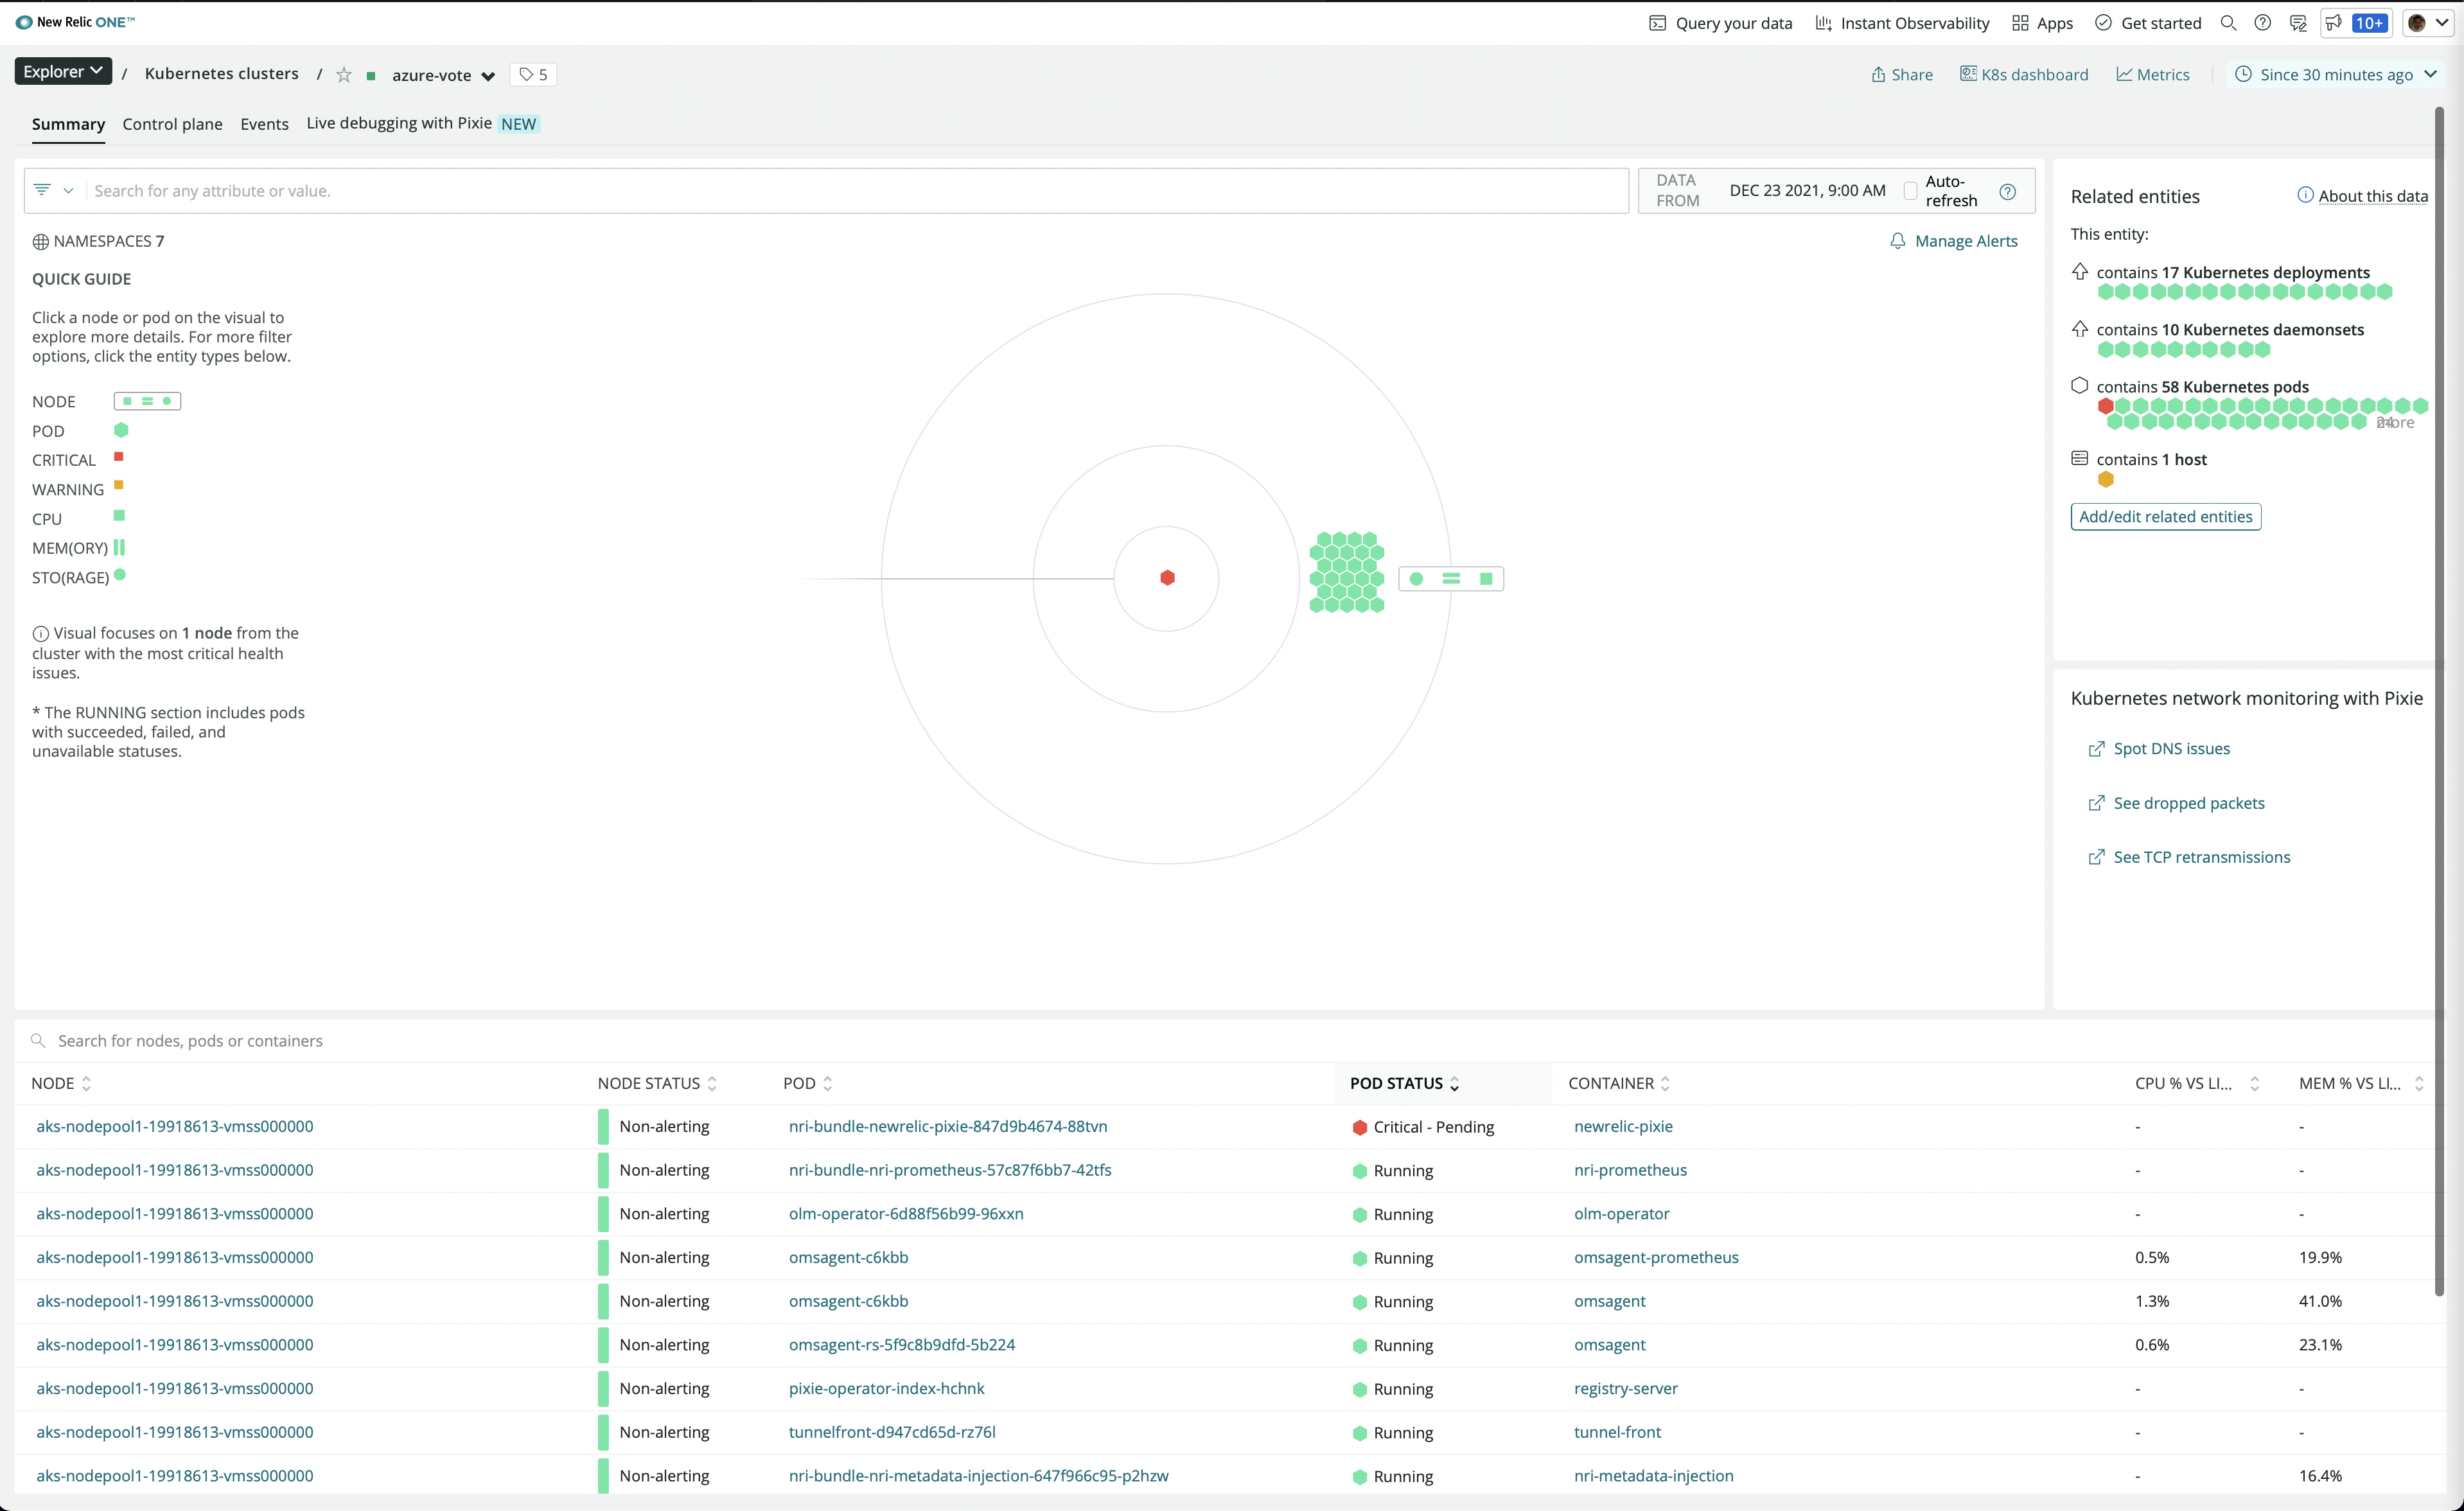 New Relic ONE™
Query your data
Instant Observability
Apps
Get started
10+
Explorer / Kubernetes clusters / azure-vote 5
Share
K8s dashboard
Metrics
Since 30 minutes ago
Summary
Control plane
Events
Live debugging with Pixie NEW
Search for any attribute or value.
DATA FROM
DEC 23 2021, 9:00 AM
Auto-refresh
NAMESPACES 7
Manage Alerts
QUICK GUIDE
Click a node or pod on the visual to
explore more details. For more filter
options, click the entity types below.
NODE
POD
CRITICAL
WARNING
CPU
MEM(ORY)
STO(RAGE)
Visual focuses on 1 node from the
cluster with the most critical health
issues.
* The RUNNING section includes pods
with succeeded, failed, and
unavailable statuses.
Related entities
About this data
This entity:
contains 17 Kubernetes deployments
contains 10 Kubernetes daemonsets
contains 58 Kubernetes pods
contains 1 host
Add/edit related entities
Kubernetes network monitoring with Pixie
Spot DNS issues
See dropped packets
See TCP retransmissions
Search for nodes, pods or containers
NODE NODE STATUS POD POD STATUS CONTAINER CPU % VS LI... MEM % VS LI...
aks-nodepool1-19918613-vmss000000 Non-alerting nri-bundle-newrelic-pixie-847d9b4674-88tvn Critical - Pending newrelic-pixie - -
aks-nodepool1-19918613-vmss000000 Non-alerting nri-bundle-nri-prometheus-57c87f6bb7-42tfs Running nri-prometheus - -
aks-nodepool1-19918613-vmss000000 Non-alerting olm-operator-6d88f56b99-96xxn Running olm-operator - -
aks-nodepool1-19918613-vmss000000 Non-alerting omsagent-c6kbb Running omsagent-prometheus 0.5% 19.9%
aks-nodepool1-19918613-vmss000000 Non-alerting omsagent-c6kbb Running omsagent 1.3% 41.0%
aks-nodepool1-19918613-vmss000000 Non-alerting omsagent-rs-5f9c8b9dfd-5b224 Running omsagent 0.6% 23.1%
aks-nodepool1-19918613-vmss000000 Non-alerting pixie-operator-index-hchnk Running registry-server - -
aks-nodepool1-19918613-vmss000000 Non-alerting tunnelfront-d947cd65d-rz76l Running tunnel-front - -
aks-nodepool1-19918613-vmss000000 Non-alerting nri-bundle-nri-metadata-injection-647f966c95-p2hzw Running nri-metadata-injection - 16.4%